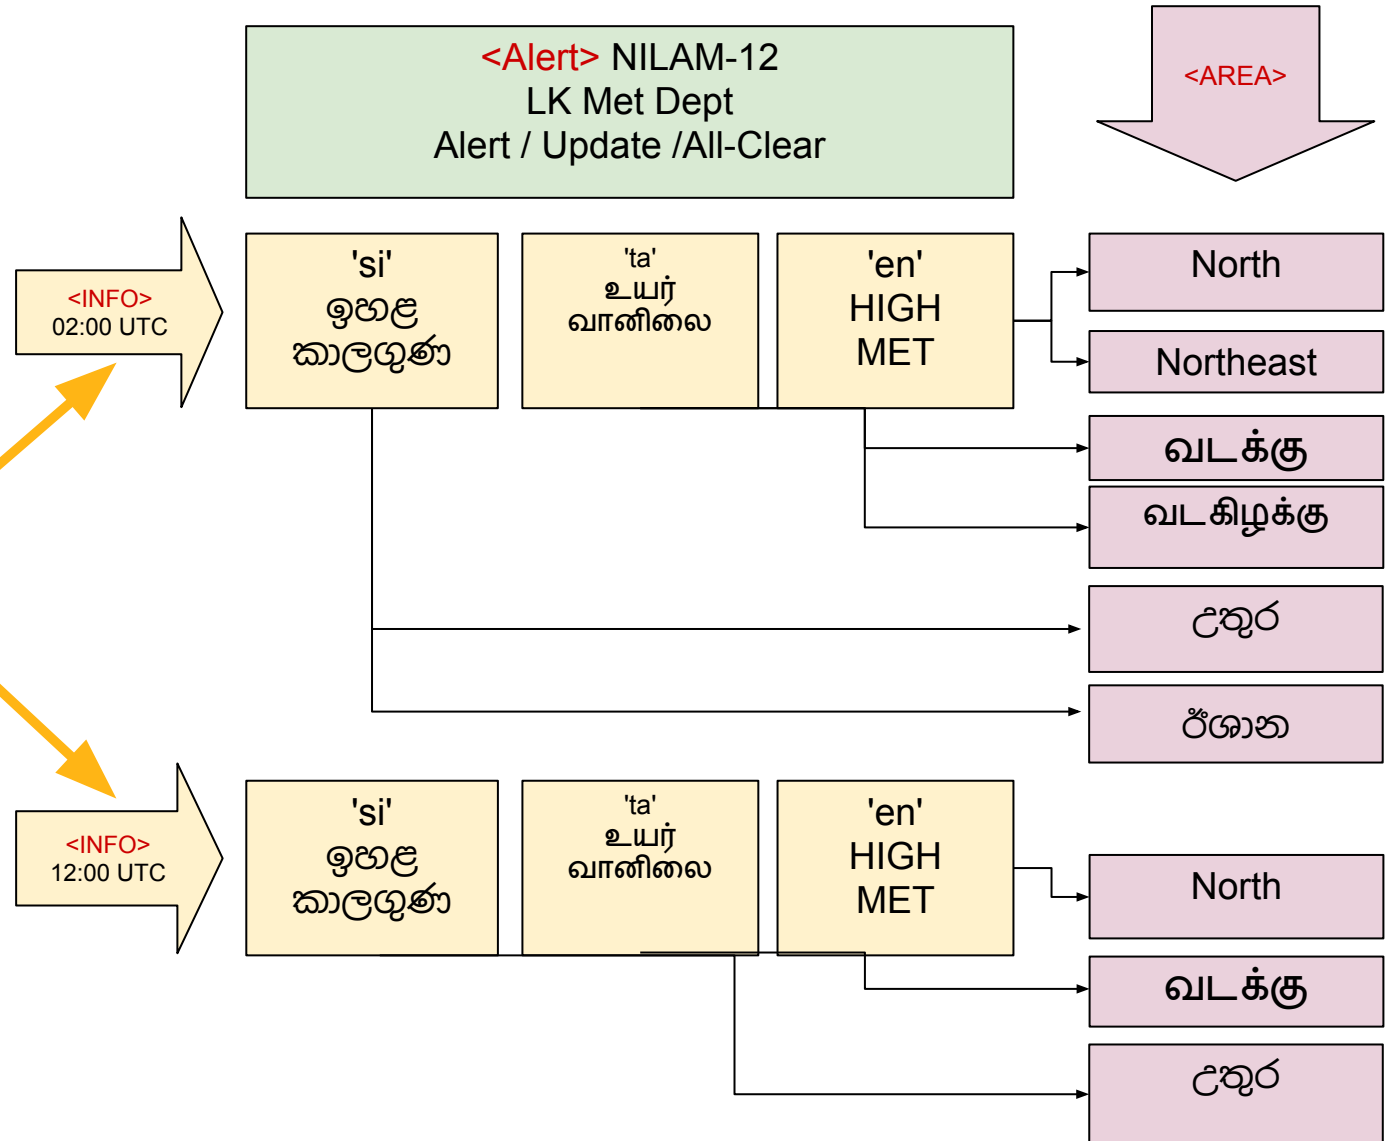 <Alert> NILAM-12
LK Met Dept
Alert / Update /All-Clear
<AREA>
<INFO>
02:00 UTC
'si'
ඉහළ
කාලගුණ
'ta'
உயர்
வானிலை
'en'
HIGH
MET
North
Northeast
வடக்கு
வடகிழக்கு
උතුර
ඊශාන
<INFO>
12:00 UTC
'si'
ඉහළ
කාලගුණ
'ta'
உயர்
வானிலை
'en'
HIGH
MET
North
வடக்கு
උතුර